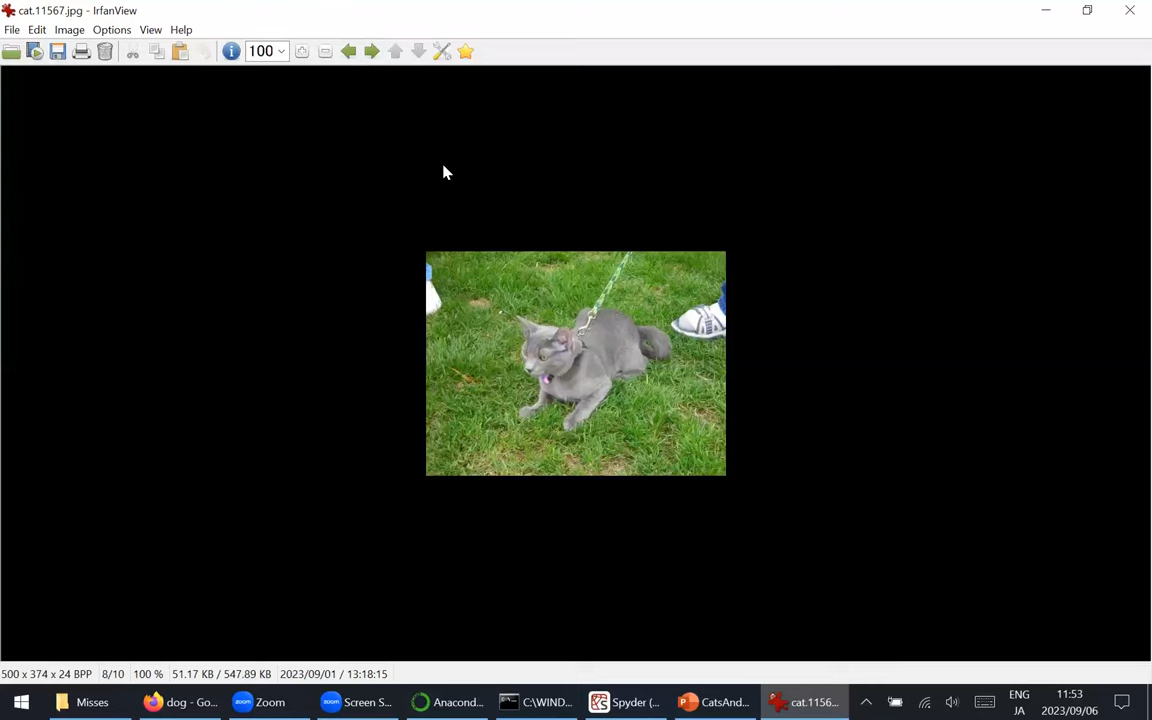 cat.11567.jpg - IrfanView
File Edit Image Options View Help
100
500 x 374 x 24 BPP 8/10 100 % 51.17 KB / 547.89 KB 2023/09/01 / 13:18:15
Misses dog - Go... zoom Zoom zoom Screen S... Anacond... C:\WIND... Spyder (... CatsAnd... cat.1156...
ENG 11:53
JA 2023/09/06